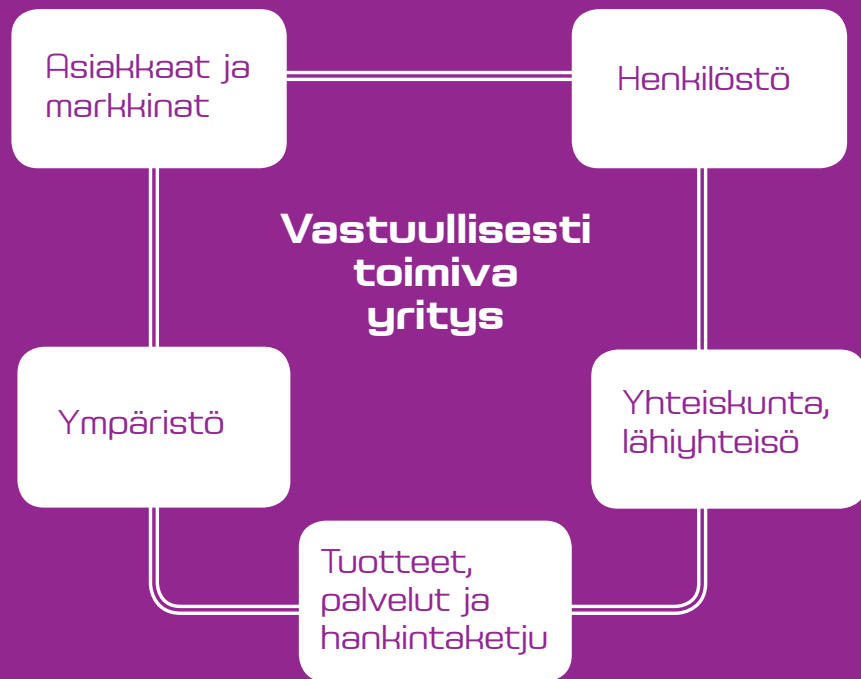 Asiakkaat ja
markkinat
Henkilöstö
Vastuullisesti
toimiva
yritys
Ympäristö
Yhteiskunta,
lähiyhteisö
Tuotteet,
palvelut ja
hankintaketju